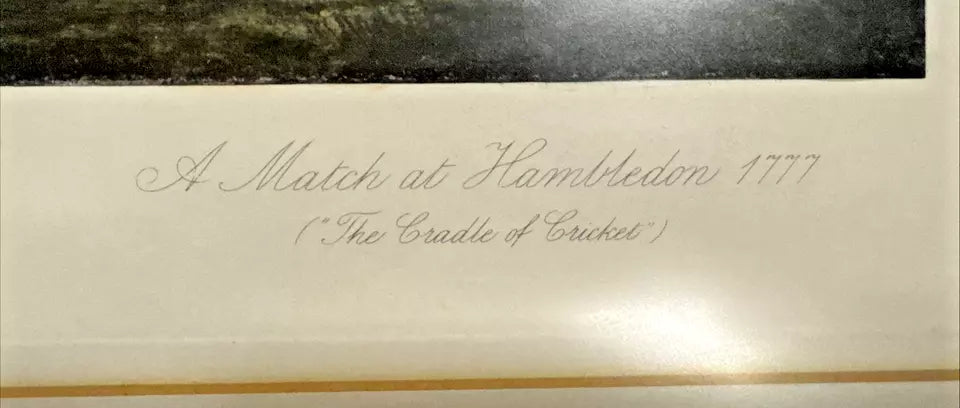 A Match at Hambledon 1777
("The Cradle of Cricket")